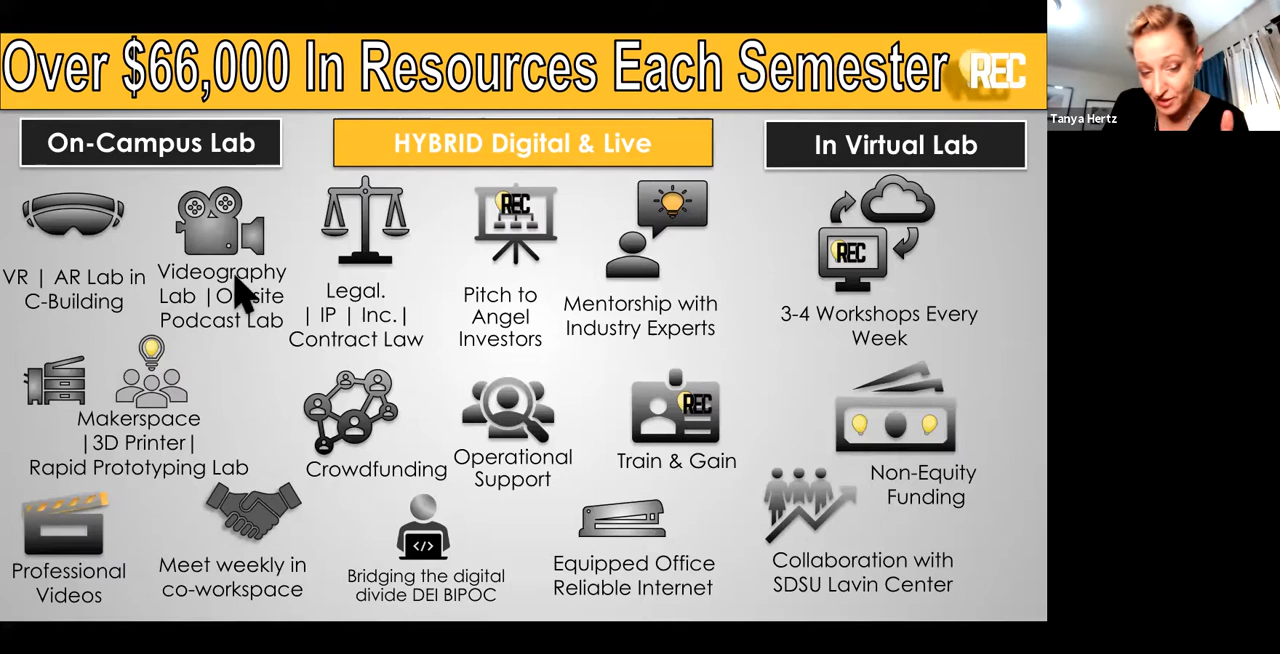 Over $66,000 In Resources Each Semester REC
Tanya Hertz
On-Campus Lab
HYBRID Digital & Live
In Virtual Lab
VR | AR Lab in
C-Building
Videography
Lab | Onsite
Podcast Lab
Legal.
| IP | Inc.|
Contract Law
REC
Pitch to
Angel
Investors
Mentorship with
Industry Experts
REC
3-4 Workshops Every
Week
Makerspace
|3D Printer|
Rapid Prototyping Lab
Crowdfunding
Operational
Support
REC
Train & Gain
Non-Equity
Funding
Professional
Videos
Meet weekly in
co-workspace
</>
Bridging the digital
divide DEI BIPOC
Equipped Office
Reliable Internet
Collaboration with
SDSU Lavin Center